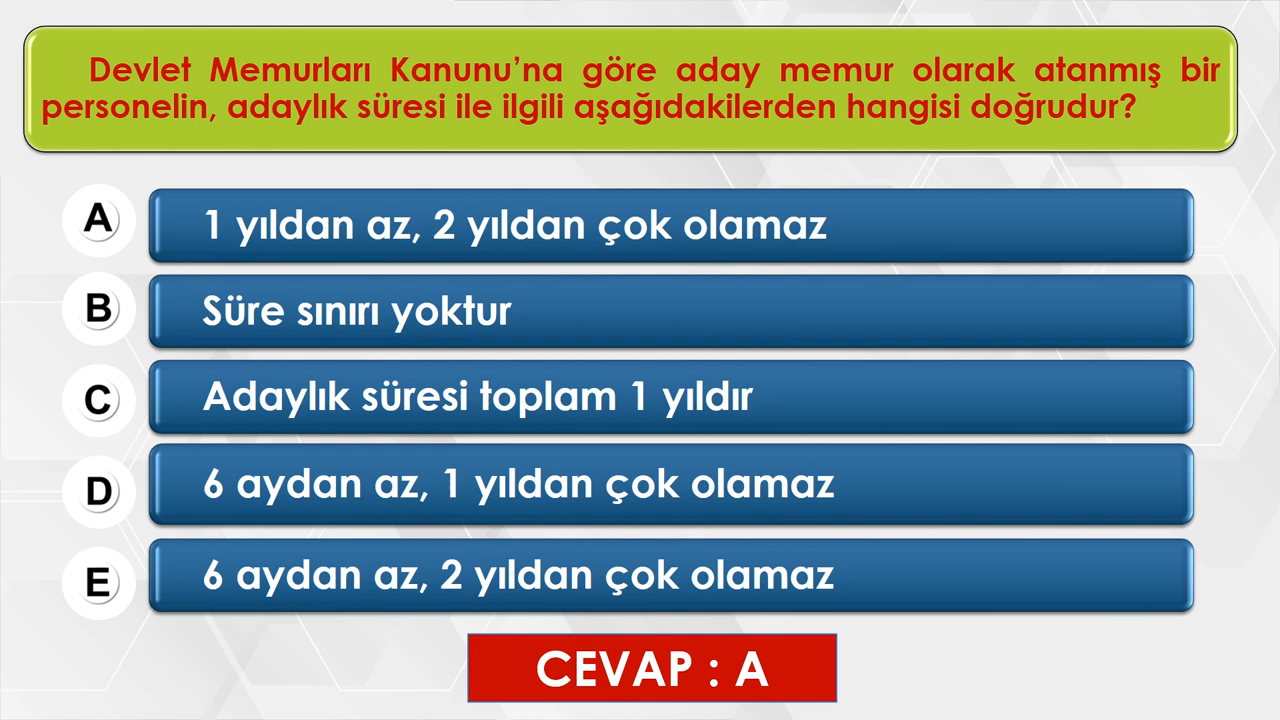 Devlet Memurları Kanunu’na göre aday memur olarak atanmış bir
personelin, adaylık süresi ile ilgili aşağıdakilerden hangisi doğrudur?
A 1 yıldan az, 2 yıldan çok olamaz
B Süre sınırı yoktur
C Adaylık süresi toplam 1 yıldır
D 6 aydan az, 1 yıldan çok olamaz
E 6 aydan az, 2 yıldan çok olamaz
CEVAP : A